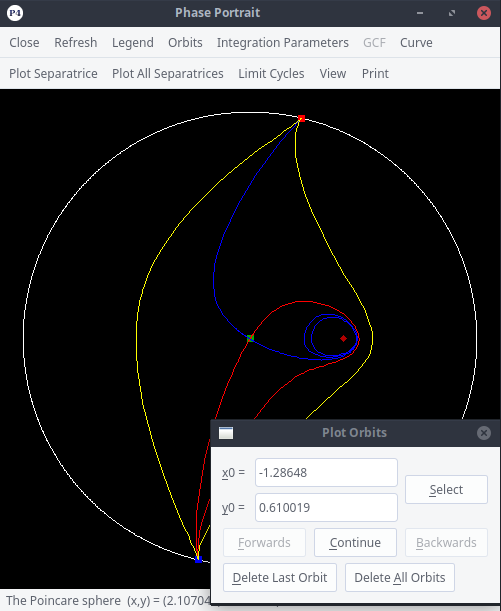 P4 Phase Portrait
Close Refresh Legend Orbits Integration Parameters GCF Curve
Plot Separatrice Plot All Separatrices Limit Cycles View Print
Plot Orbits
x0 = -1.28648
Select
y0 = 0.610019
Forwards Continue Backwards
Delete Last Orbit Delete All Orbits
The Poincare sphere (x,y) = (2.10704